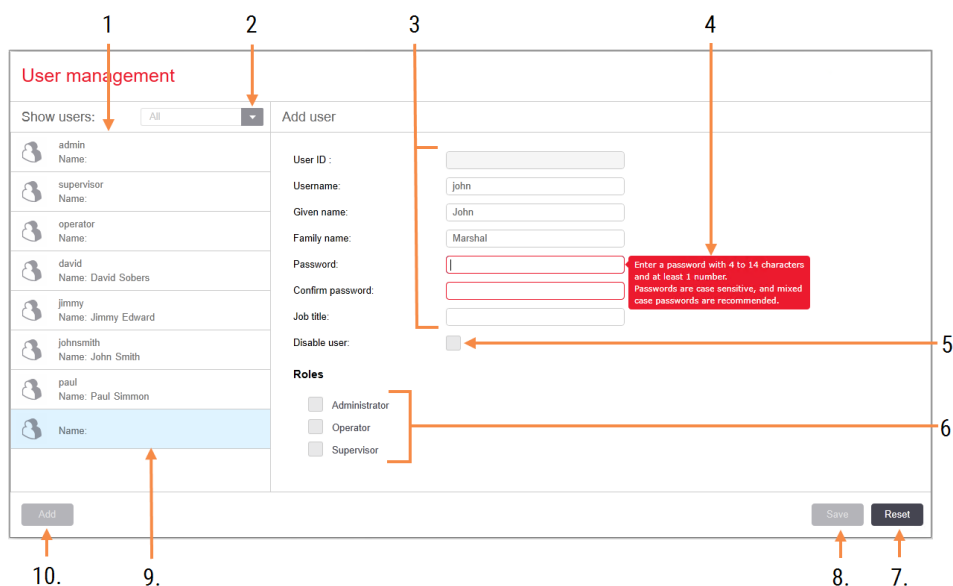 1
2
3
4
User management
Show users:
All
Add user
admin
Name:
supervisor
Name:
operator
Name:
david
Name: David Sobers
jimmy
Name: Jimmy Edward
johnsmith
Name: John Smith
paul
Name: Paul Simmon
Name:
User ID :
Username:
john
Given name:
John
Family name:
Marshal
Password:
Enter a password with 4 to 14 characters
and at least 1 number.
Passwords are case sensitive, and mixed
case passwords are recommended.
Confirm password:
Job title:
Disable user:
5
Roles
Administrator
Operator
Supervisor
6
Add
Save
Reset
10.
9.
8.
7.